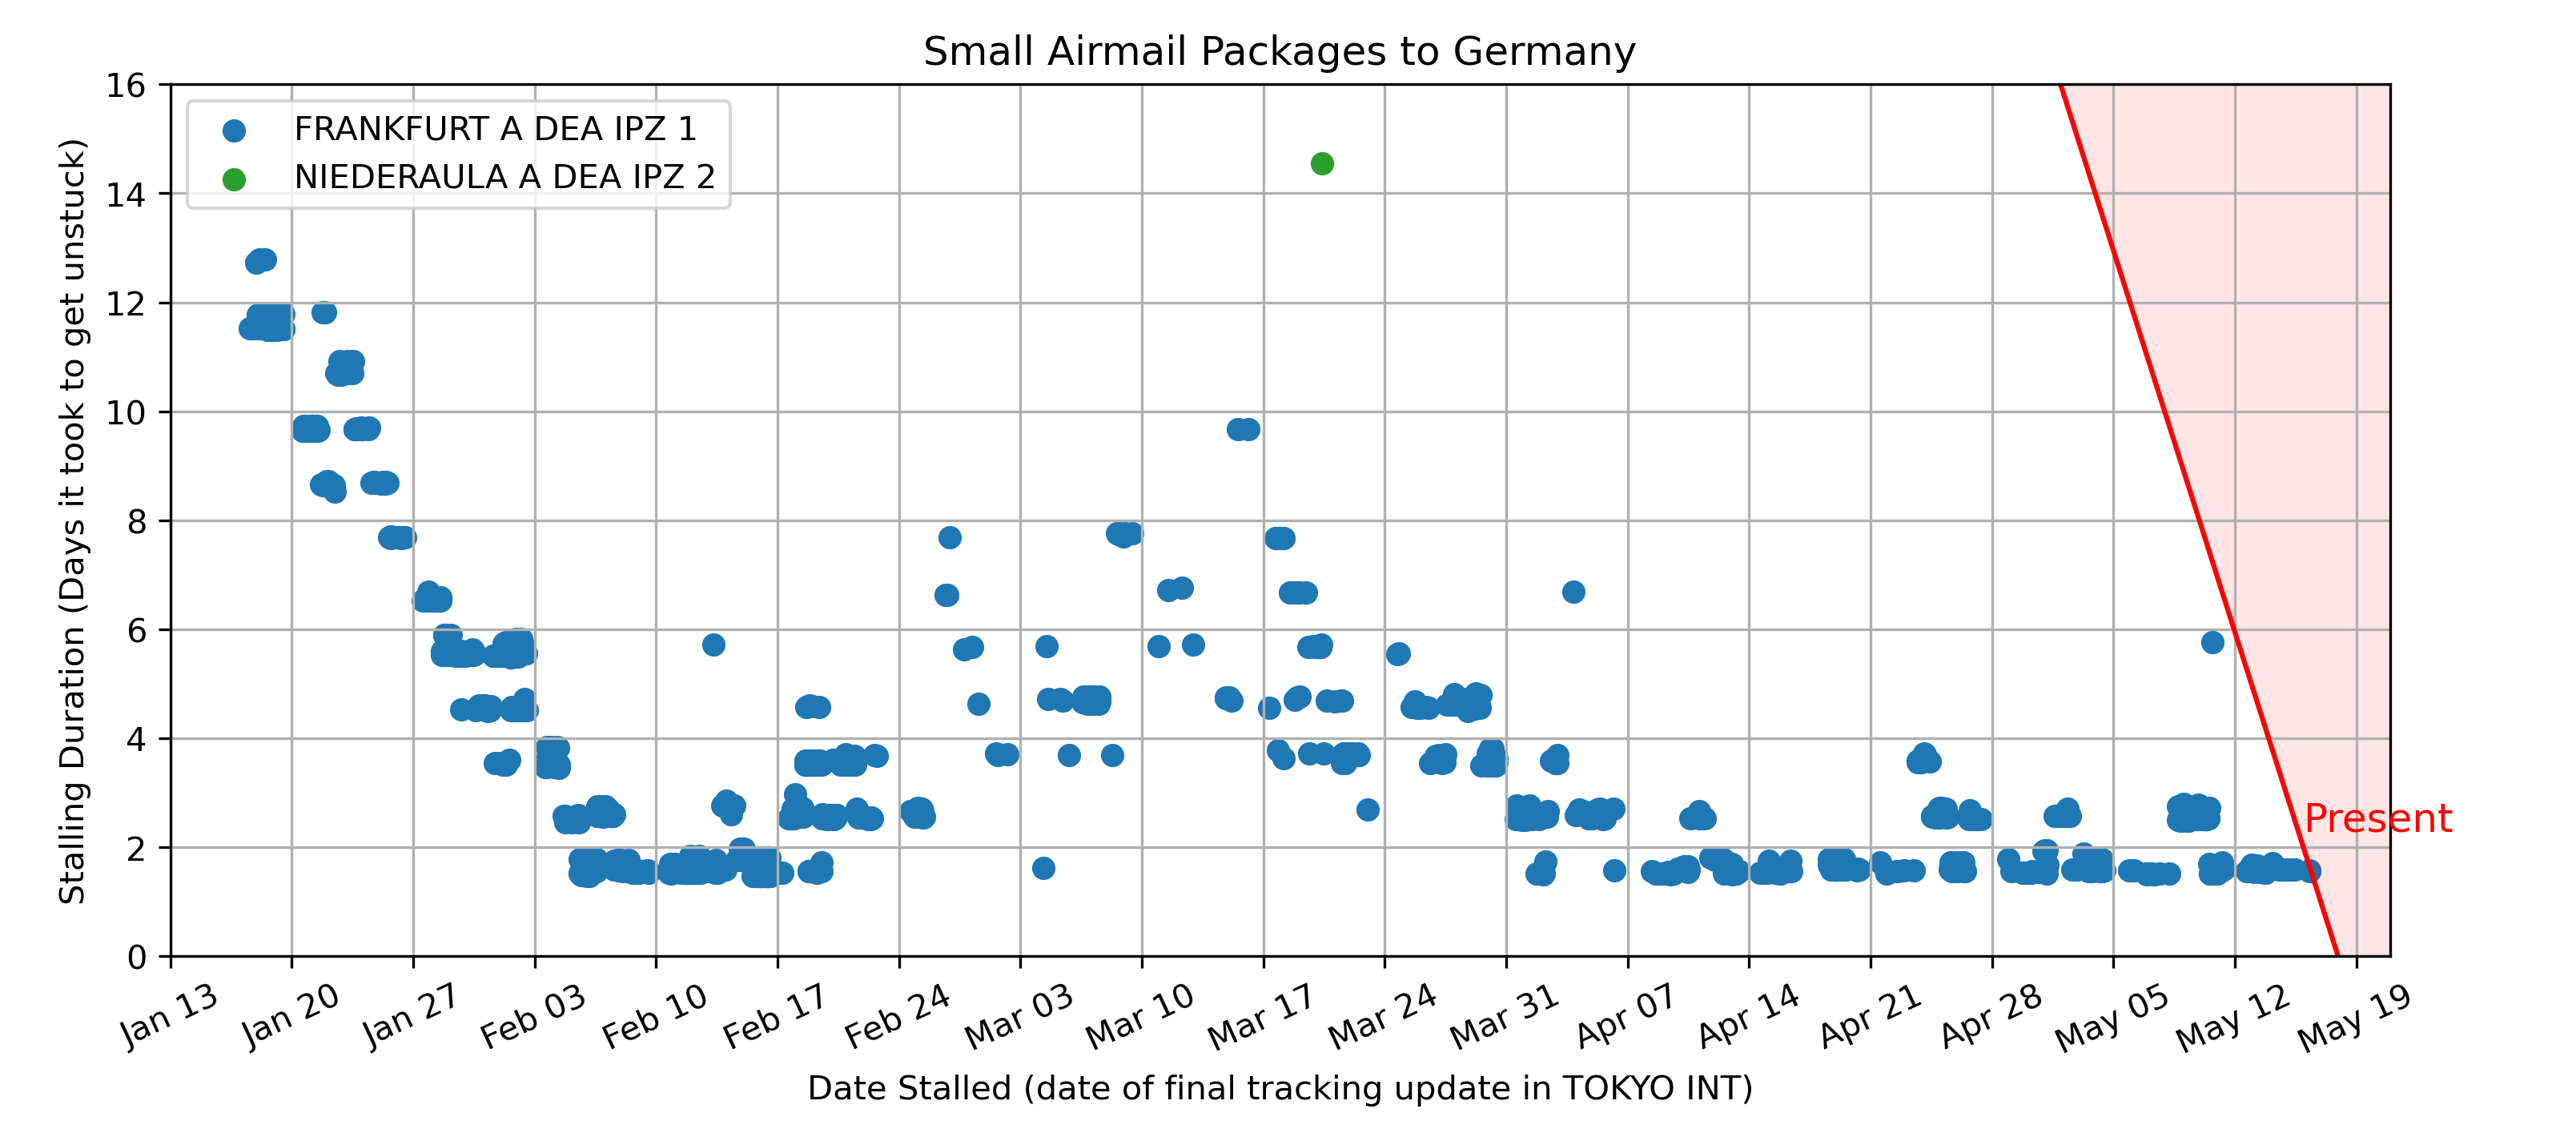 Small Airmail Packages to Germany
FRANKFURT A DEA IPZ 1
NIEDERAULA A DEA IPZ 2
Stalling Duration (Days it took to get unstuck)
16
14
12
10
8
6
4
2
0
Present
Jan 13
Jan 20
Jan 27
Feb 03
Feb 10
Feb 17
Feb 24
Mar 03
Mar 10
Mar 17
Mar 24
Mar 31
Apr 07
Apr 14
Apr 21
Apr 28
May 05
May 12
May 19
Date Stalled (date of final tracking update in TOKYO INT)